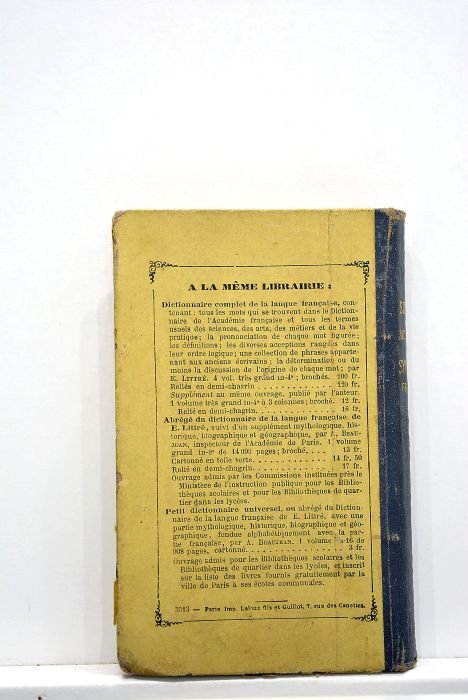 A LA MÊME LIBRAIRIE :
Dictionnaire complet de la langue française, con-
tenant : tous les mots qui se trouvent dans le Diction-
naire de l'Académie française et tous les termes
usuels des sciences, des arts, des métiers et de la vie
pratique; la prononciation de chaque mot figurée;
les définitions; les diverses acceptions rangées dans
leur ordre logique; une collection de phrases apparte-
nant aux anciens écrivains; la détermination ou du
moins la discussion de l'origine de chaque mot; par
E. LITTRÉ. 4 vol. très grand in-4°; brochés. 100 fr.
Reliés en demi-chagrin . . . . . . . . . . . . 120 fr.
Supplément au même ouvrage, publié par l'auteur.
1 volume très grand in-4° à 3 colonnes; broché. 12 fr.
Relié en demi-chagrin. . . . . . . . . . . . . 16 fr.
Abrégé du dictionnaire de la langue française de
E. Littré, suivi d'un supplément mythologique, his-
torique, biographique et géographique, par A. BEAU-
JEAN, inspecteur de l'Académie de Paris. 1 volume
grand in-8° de 14000 pages; broché. . . . 13 fr.
Cartonné en toile verte. . . . . . . . . . . 14 fr. 50
Relié en demi-chagrin. . . . . . . . . . . . . 17 fr.
Ouvrage admis par les Commissions instituées près le
Ministère de l'instruction publique pour les Biblio-
thèques scolaires et pour les Bibliothèques de quar-
tier dans les lycées.
Petit dictionnaire universel, ou abrégé du Diction-
naire de la langue française de E. Littré, avec une
partie mythologique, historique, biographique et géo-
graphique, fondue alphabétiquement avec la par-
tie française, par A. BEAUJEAN. 1 volume in-16 de
908 pages, cartonné. . . . . . . . . . . . . . . 3 fr.
Ouvrage admis pour les Bibliothèques scolaires et les
Bibliothèques de quartier dans les lycées, et inscrit
sur la liste des livres fournis gratuitement par la
ville de Paris à ses écoles communales.
3513 — Paris. Imp. Laloux fils et Guillot, 7, rue des Canettes.